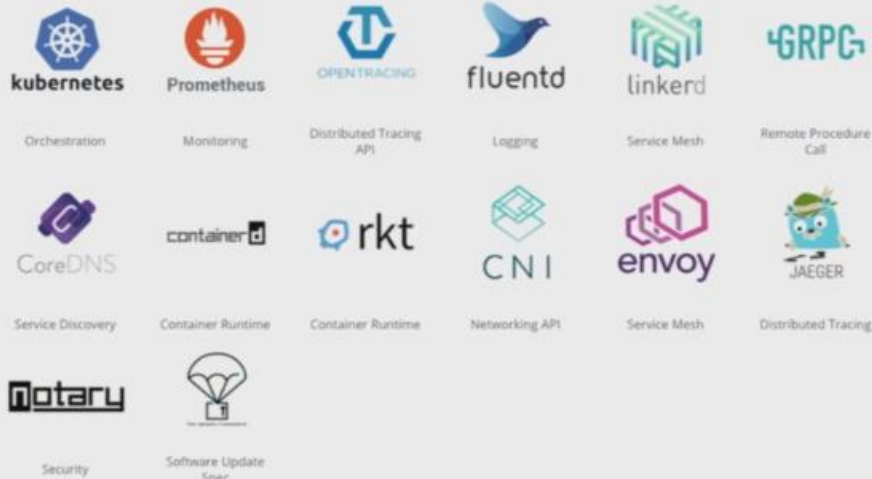 kubernetes
Prometheus
OPENTRACING
fluentd
linkerd
GRPC
Orchestration
Monitoring
Distributed Tracing
API
Logging
Service Mesh
Remote Procedure
Call
CoreDNS
containerd
rkt
CNI
envoy
JAEGER
Service Discovery
Container Runtime
Container Runtime
Networking API
Service Mesh
Distributed Tracing
notary
Security
Software Update
Spec